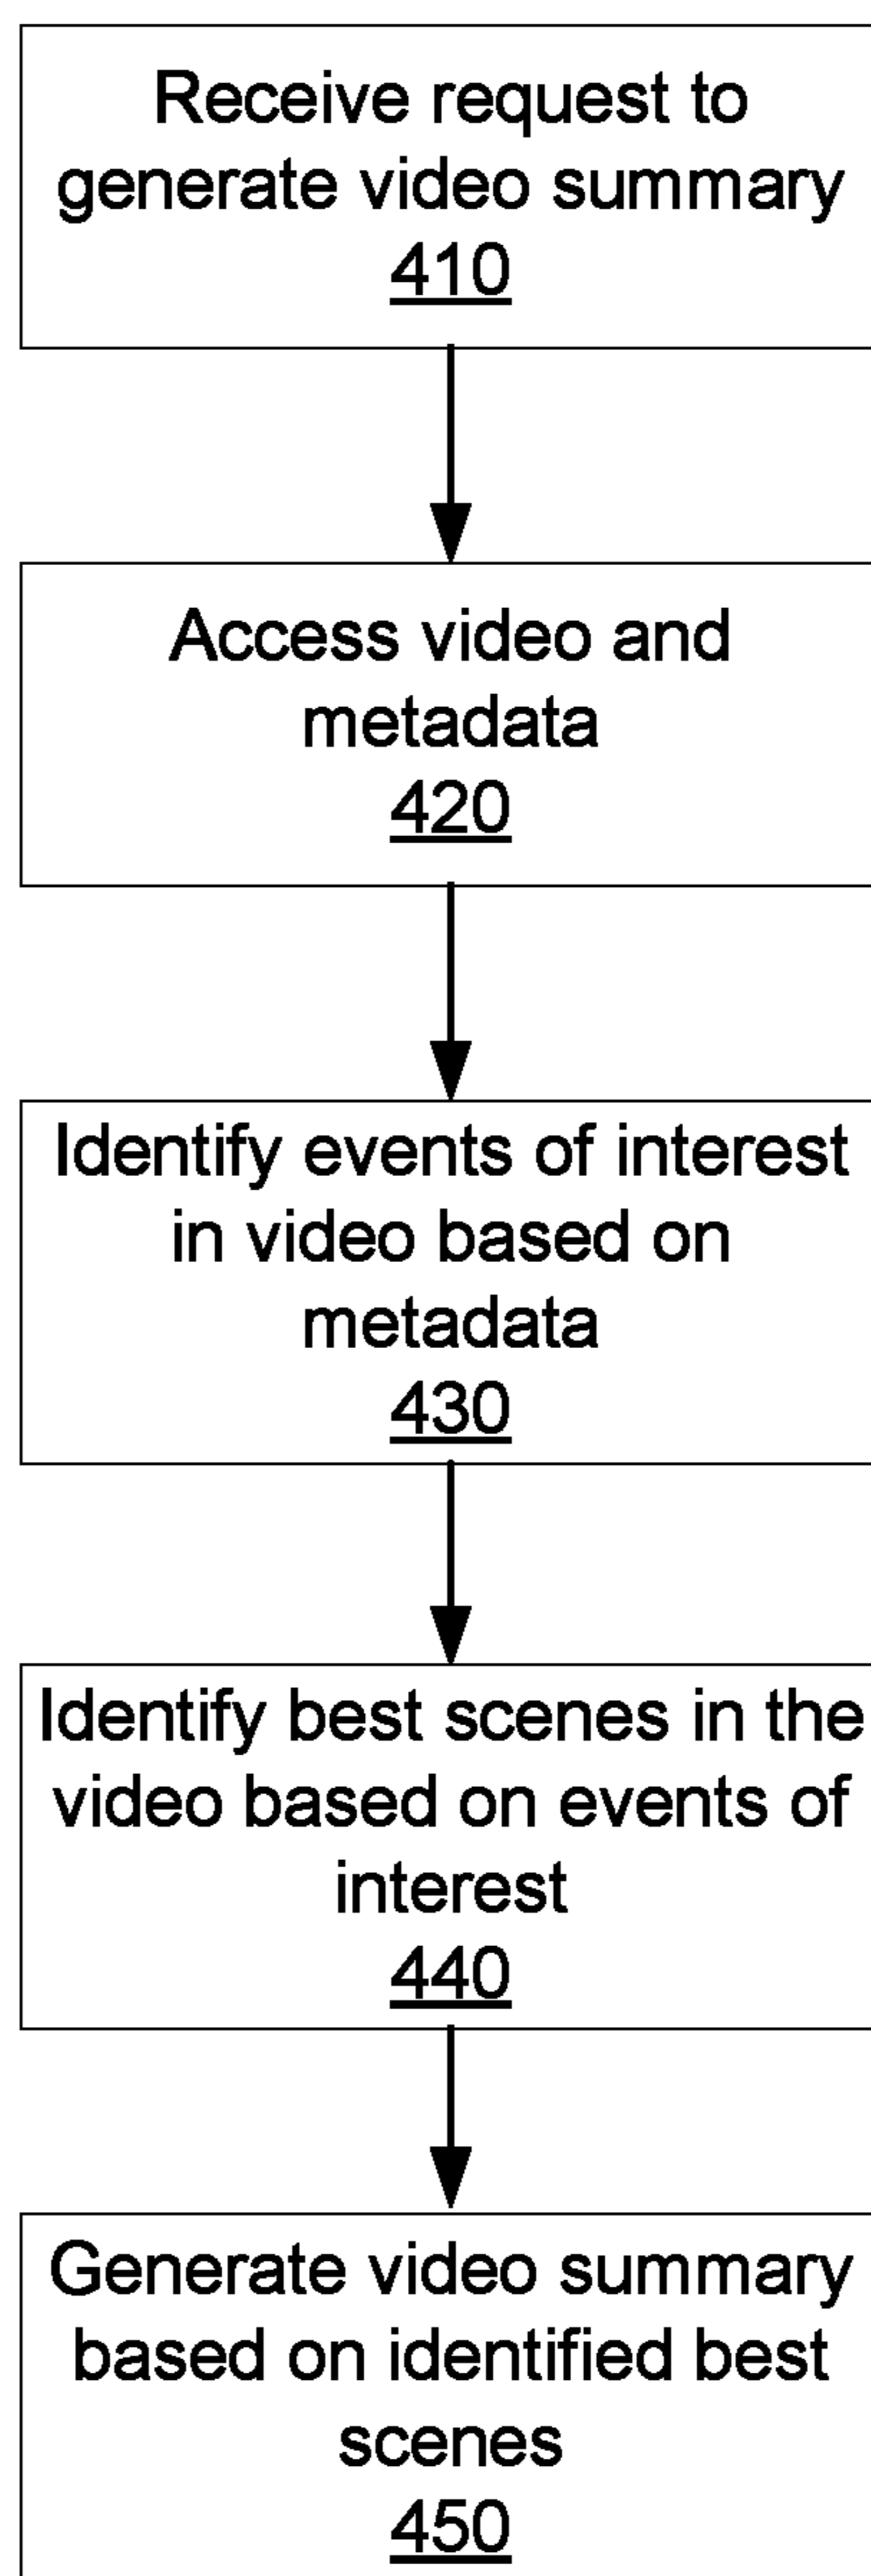 Receive request to
generate video summary
410
Access video and
metadata
420
Identify events of interest
in video based on
metadata
430
Identify best scenes in the
video based on events of
interest
440
Generate video summary
based on identified best
scenes
450